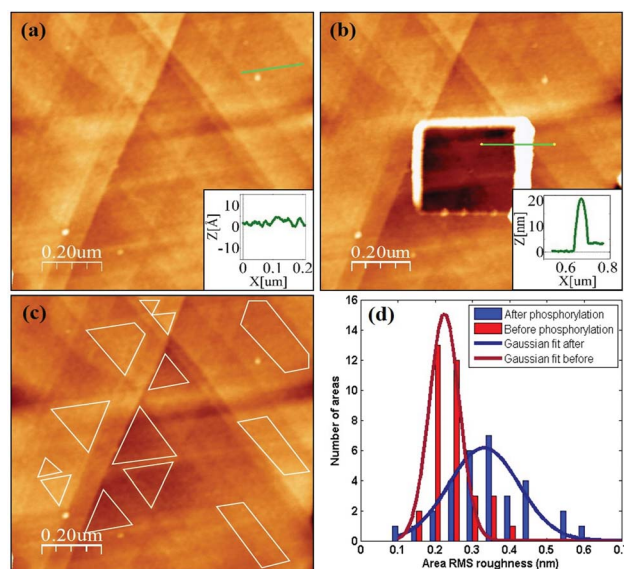 (a)
0.20um
Z[Å]
10
0
-10
0
0.1
0.2
X[um]
(b)
0.20um
Z[nm]
20
10
0
0.6
0.8
X[um]
(c)
0.20um
(d)
After phosphorylation
Before phosphorylation
Gaussian fit after
Gaussian fit before
Number of areas
16
14
12
10
8
6
4
2
0
0 0.1 0.2 0.3 0.4 0.5 0.6 0.7
Area RMS roughness (nm)